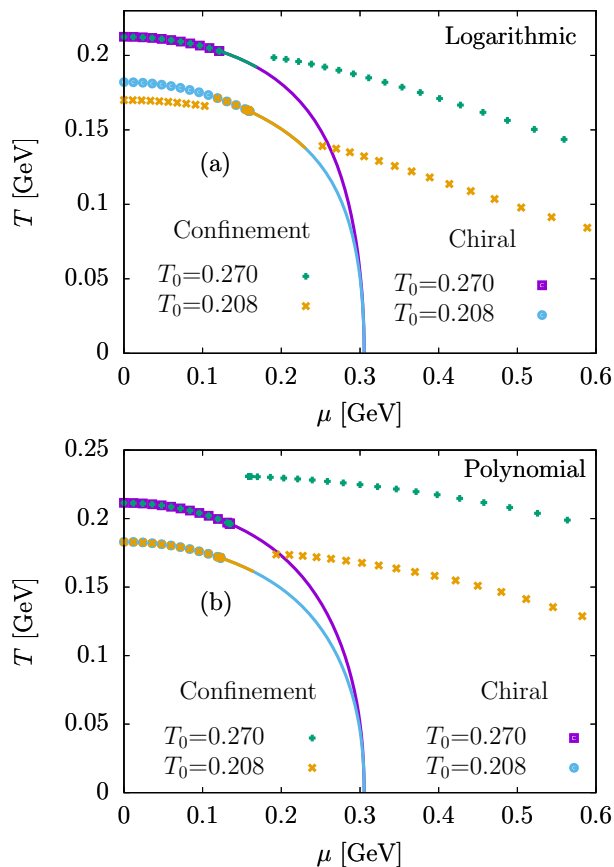 Logarithmic
0.2
0.15
0.1
0.05
0
T [GeV]
(a)
Confinement
T₀=0.270
T₀=0.208
Chiral
T₀=0.270
T₀=0.208
0 0.1 0.2 0.3 0.4 0.5 0.6
μ [GeV]
Polynomial
0.25
0.2
0.15
0.1
0.05
0
T [GeV]
(b)
Confinement
T₀=0.270
T₀=0.208
Chiral
T₀=0.270
T₀=0.208
0 0.1 0.2 0.3 0.4 0.5 0.6
μ [GeV]